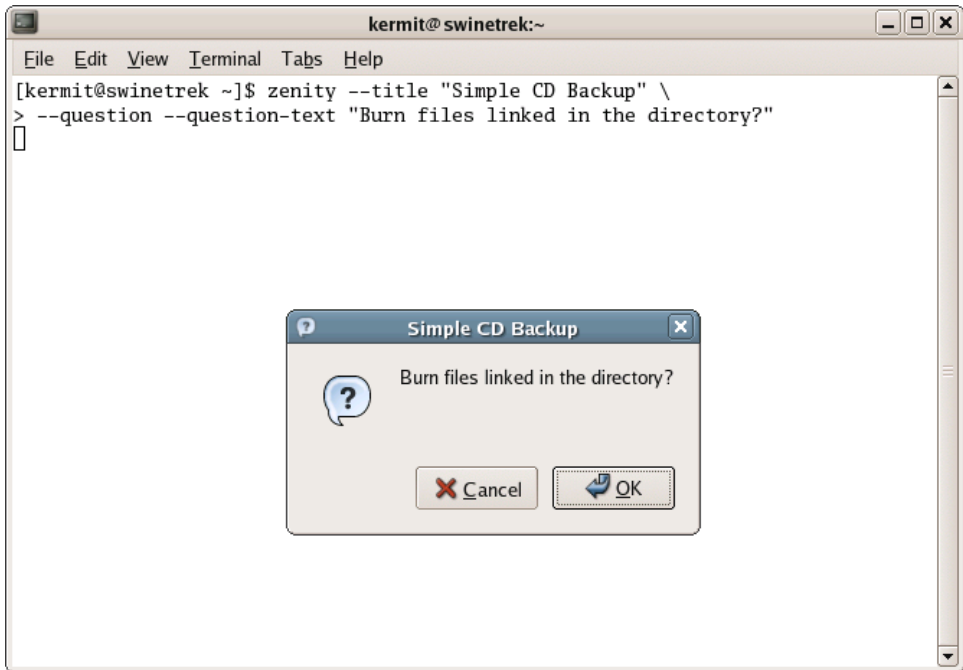 kermit@swinetrek:~
File Edit View Terminal Tabs Help
[kermit@swinetrek ~]$ zenity --title "Simple CD Backup" \
> --question --question-text "Burn files linked in the directory?"
Simple CD Backup
Burn files linked in the directory?
Cancel OK